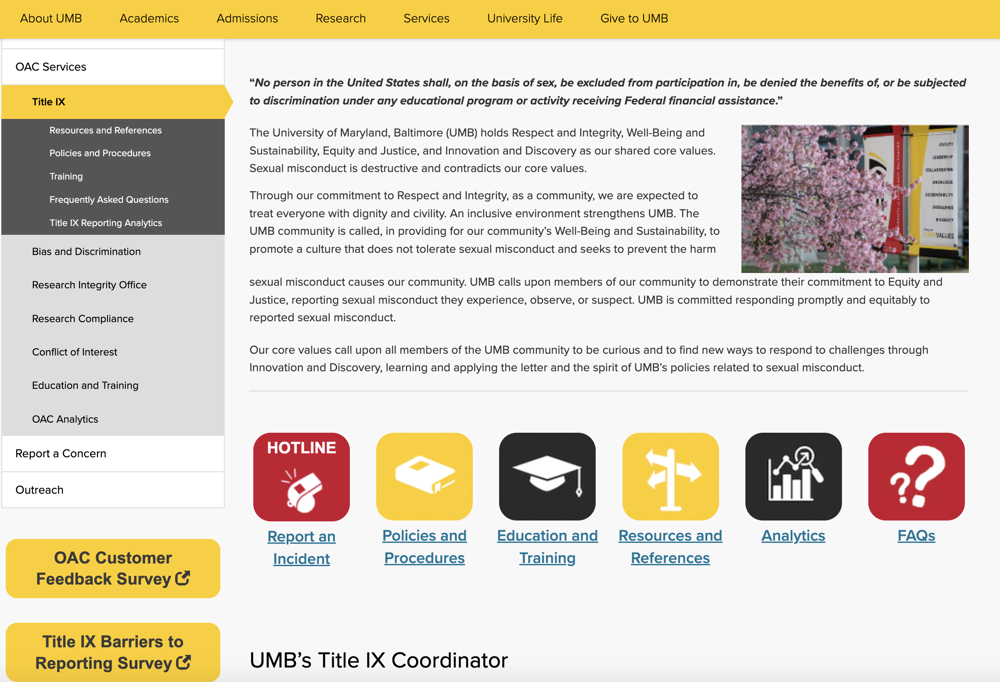 About UMB
Academics
Admissions
Research
Services
University Life
Give to UMB
OAC Services
Title IX
Resources and References
Policies and Procedures
Training
Frequently Asked Questions
Title IX Reporting Analytics
Bias and Discrimination
Research Integrity Office
Research Compliance
Conflict of Interest
Education and Training
OAC Analytics
Report a Concern
Outreach
OAC Customer
Feedback Survey
Title IX Barriers to
Reporting Survey
“No person in the United States shall, on the basis of sex, be excluded from participation in, be denied the benefits of, or be subjected
to discrimination under any educational program or activity receiving Federal financial assistance.”
The University of Maryland, Baltimore (UMB) holds Respect and Integrity, Well-Being and
Sustainability, Equity and Justice, and Innovation and Discovery as our shared core values.
Sexual misconduct is destructive and contradicts our core values.
Through our commitment to Respect and Integrity, as a community, we are expected to
treat everyone with dignity and civility. An inclusive environment strengthens UMB. The
UMB community is called, in providing for our community’s Well-Being and Sustainability, to
promote a culture that does not tolerate sexual misconduct and seeks to prevent the harm
CIVILITY
LEADERSHIP
COLLABORATION
KNOWLEDGE
ACCOUNTABILITY
EXCELLENCE
DIVERSITY
CORE VALUES
sexual misconduct causes our community. UMB calls upon members of our community to demonstrate their commitment to Equity and
Justice, reporting sexual misconduct they experience, observe, or suspect. UMB is committed responding promptly and equitably to
reported sexual misconduct.
Our core values call upon all members of the UMB community to be curious and to find new ways to respond to challenges through
Innovation and Discovery, learning and applying the letter and the spirit of UMB’s policies related to sexual misconduct.
HOTLINE
Report an
Incident
Policies and
Procedures
Education and
Training
Resources and
References
Analytics
FAQs
UMB’s Title IX Coordinator